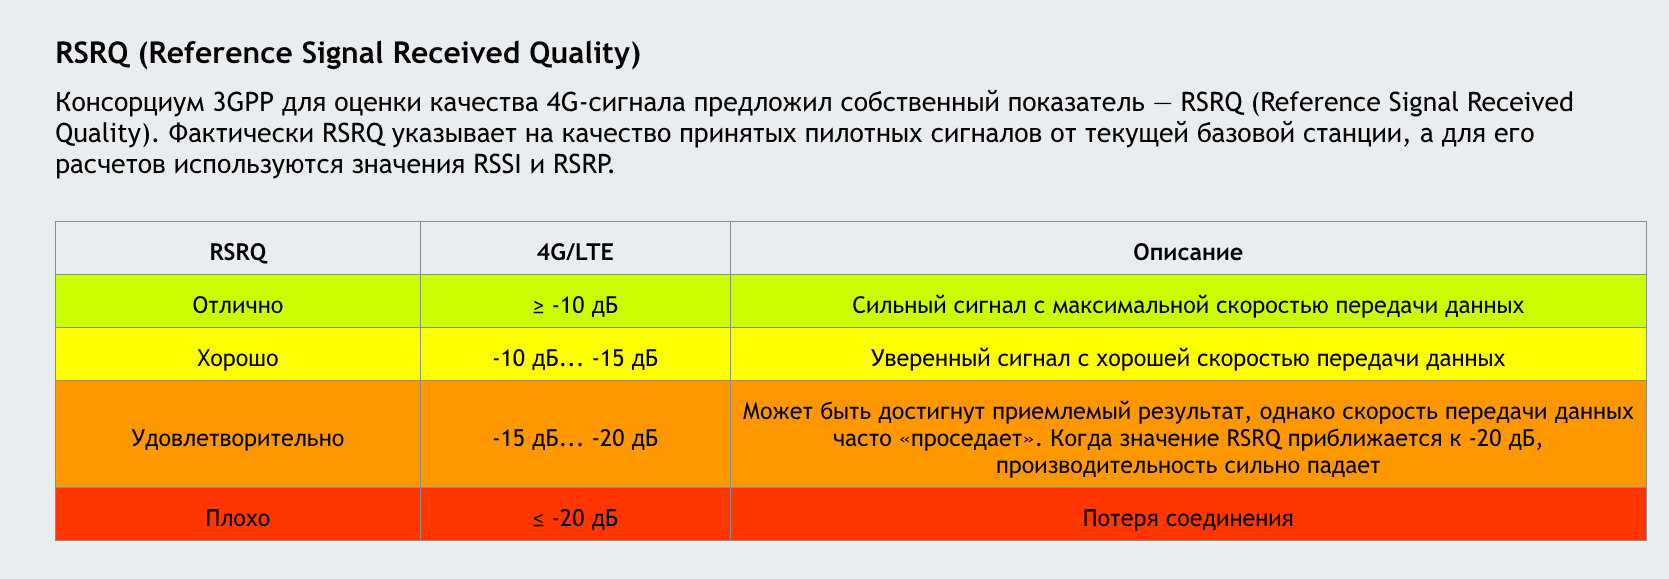 RSRQ (Reference Signal Received Quality)
Консорциум 3GPP для оценки качества 4G-сигнала предложил собственный показатель — RSRQ (Reference Signal Received
Quality). Фактически RSRQ указывает на качество принятых пилотных сигналов от текущей базовой станции, а для его
расчетов используются значения RSSI и RSRP.
RSRQ 4G/LTE Описание
Отлично ≥ -10 дБ Сильный сигнал с максимальной скоростью передачи данных
Хорошо -10 дБ... -15 дБ Уверенный сигнал с хорошей скоростью передачи данных
Удовлетворительно -15 дБ... -20 дБ Может быть достигнут приемлемый результат, однако скорость передачи данных
часто «проседает». Когда значение RSRQ приближается к -20 дБ,
производительность сильно падает
Плохо ≤ -20 дБ Потеря соединения